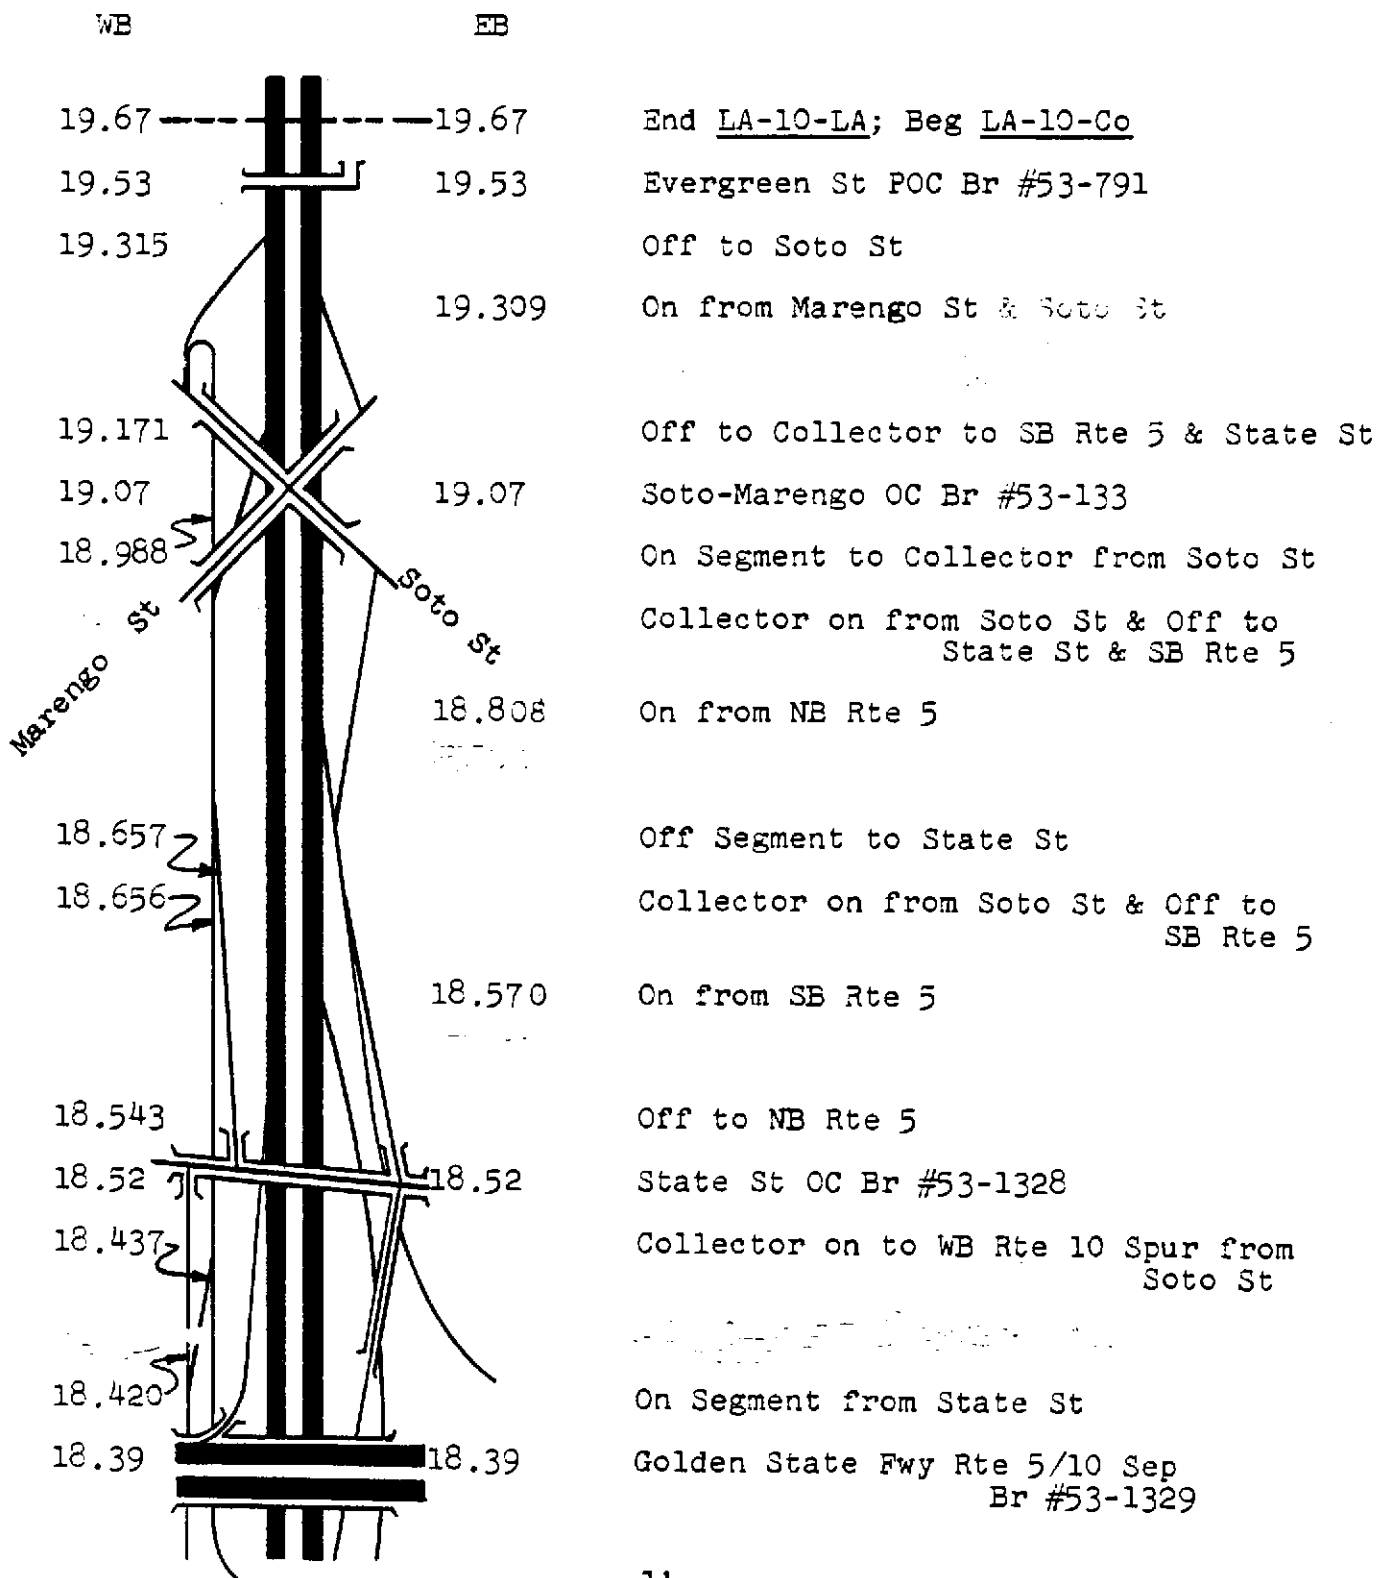 WB EB
19.67 19.67 End LA-10-LA; Beg LA-10-Co
19.53 19.53 Evergreen St POC Br #53-791
19.315 Off to Soto St
19.309 On from Marengo St & Soto St
19.171 Off to Collector to SB Rte 5 & State St
19.07 19.07 Soto-Marengo OC Br #53-133
18.988 On Segment to Collector from Soto St
Marengo St
Soto St
Collector on from Soto St & Off to
State St & SB Rte 5
18.808 On from NB Rte 5
18.657 Off Segment to State St
18.656 Collector on from Soto St & Off to
SB Rte 5
18.570 On from SB Rte 5
18.543 Off to NB Rte 5
18.52 18.52 State St OC Br #53-1328
18.437 Collector on to WB Rte 10 Spur from
Soto St
18.420 On Segment from State St
18.39 18.39 Golden State Fwy Rte 5/10 Sep
Br #53-1329